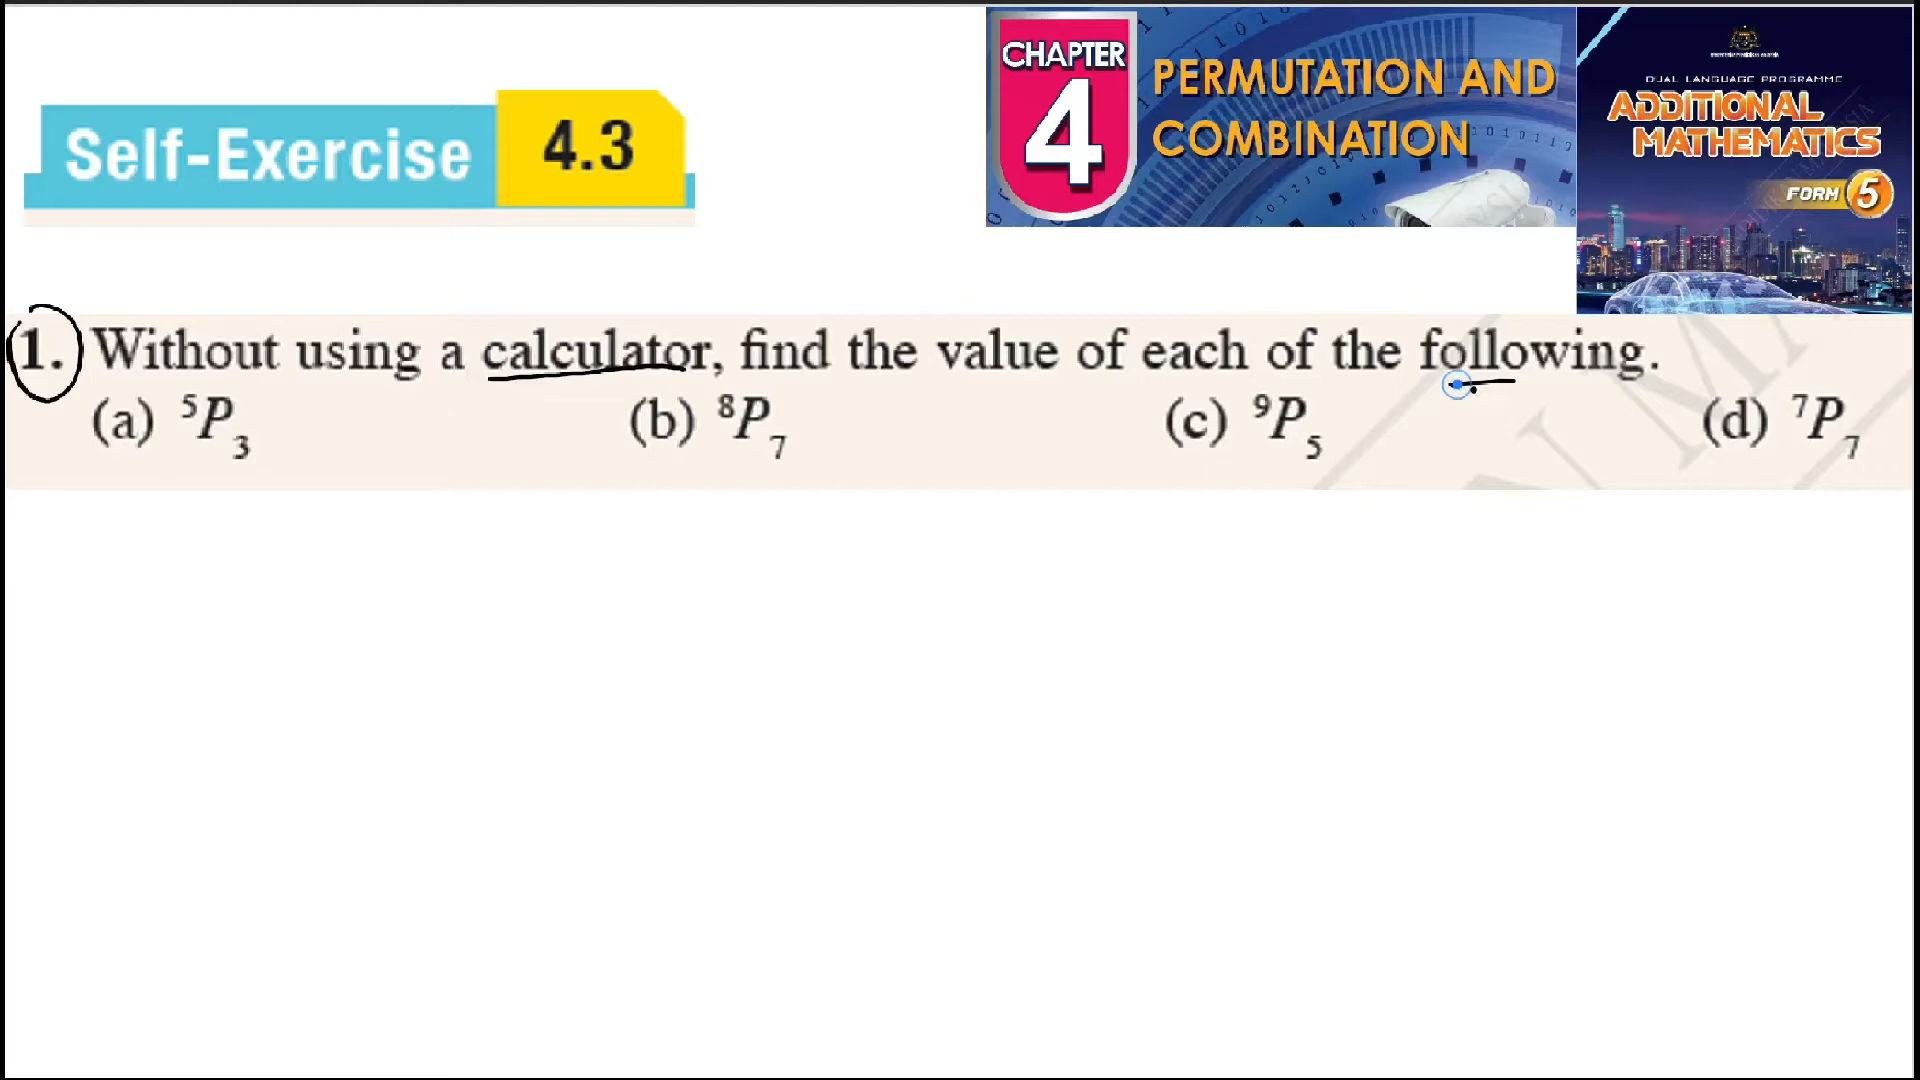 CHAPTER
4
PERMUTATION AND
COMBINATION
DUAL LANGUAGE PROGRAMME
ADDITIONAL
MATHEMATICS
FORM 5
Self-Exercise 4.3
1. Without using a calculator, find the value of each of the following.
(a) ⁵P₃ (b) ⁸P₇ (c) ⁹P₅ (d) ⁷P₇